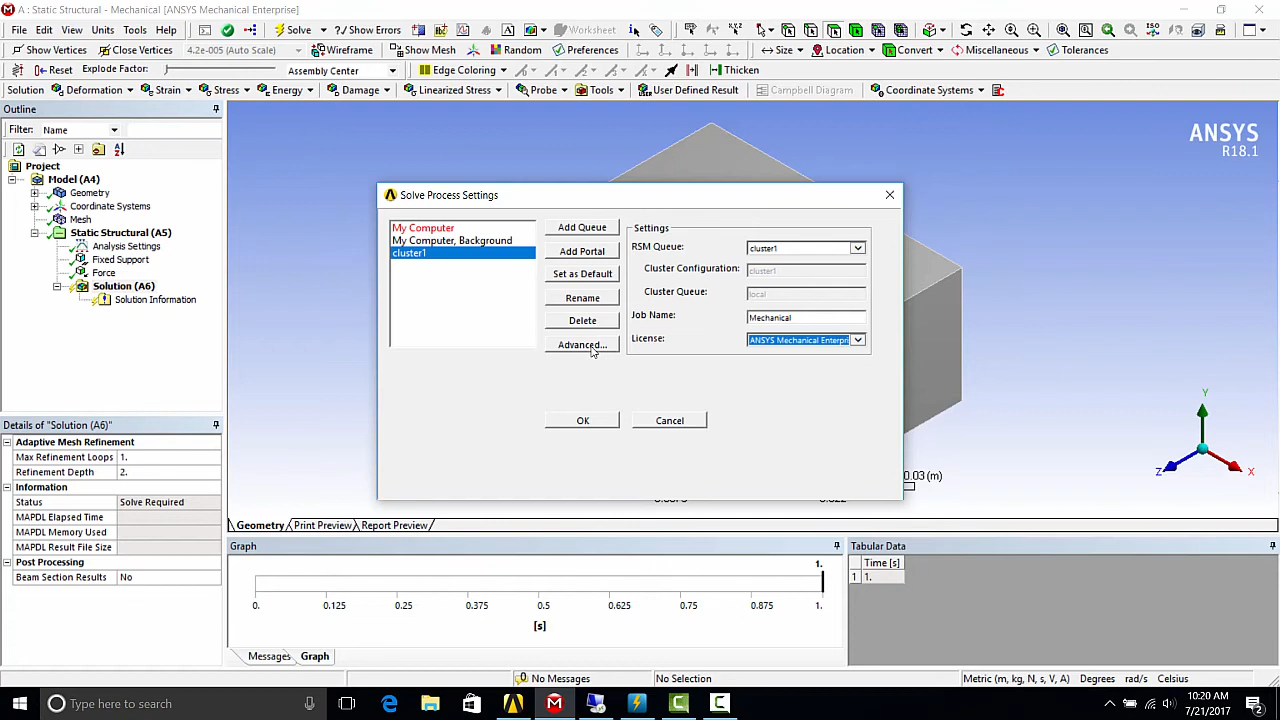 A : Static Structural - Mechanical [ANSYS Mechanical Enterprise]
File Edit View Units Tools Help Solve ?/ Show Errors Worksheet
Show Vertices Close Vertices 4.2e-005 (Auto Scale) Wireframe Show Mesh Random Preferences Size Location Convert Miscellaneous Tolerances
Reset Explode Factor: Assembly Center Edge Coloring Thicken
Solution Deformation Strain Stress Energy Damage Linearized Stress Probe Tools User Defined Result Campbell Diagram Coordinate Systems
Outline
Filter: Name
Project
Model (A4)
Geometry
Coordinate Systems
Mesh
Static Structural (A5)
Analysis Settings
Fixed Support
Force
Solution (A6)
Solution Information
ANSYS
R18.1
Solve Process Settings
My Computer
My Computer, Background
cluster1
Add Queue
Add Portal
Set as Default
Rename
Delete
Advanced...
Settings
RSM Queue: cluster1
Cluster Configuration: cluster1
Cluster Queue: local
Job Name: Mechanical
License: ANSYS Mechanical Enterpri
OK Cancel
0.03 (m)
Y
Z
X
Details of "Solution (A6)"
Adaptive Mesh Refinement
Max Refinement Loops 1.
Refinement Depth 2.
Information
Status Solve Required
MAPDL Elapsed Time
MAPDL Memory Used
MAPDL Result File Size
Post Processing
Beam Section Results No
Geometry Print Preview Report Preview
Graph
1.
0. 0.125 0.25 0.375 0.5 0.625 0.75 0.875 1.
[s]
Messages Graph
Tabular Data
Time [s]
1 1.
No Messages No Selection Metric (m, kg, N, s, V, A) Degrees rad/s Celsius
Type here to search
10:20 AM
7/21/2017
2